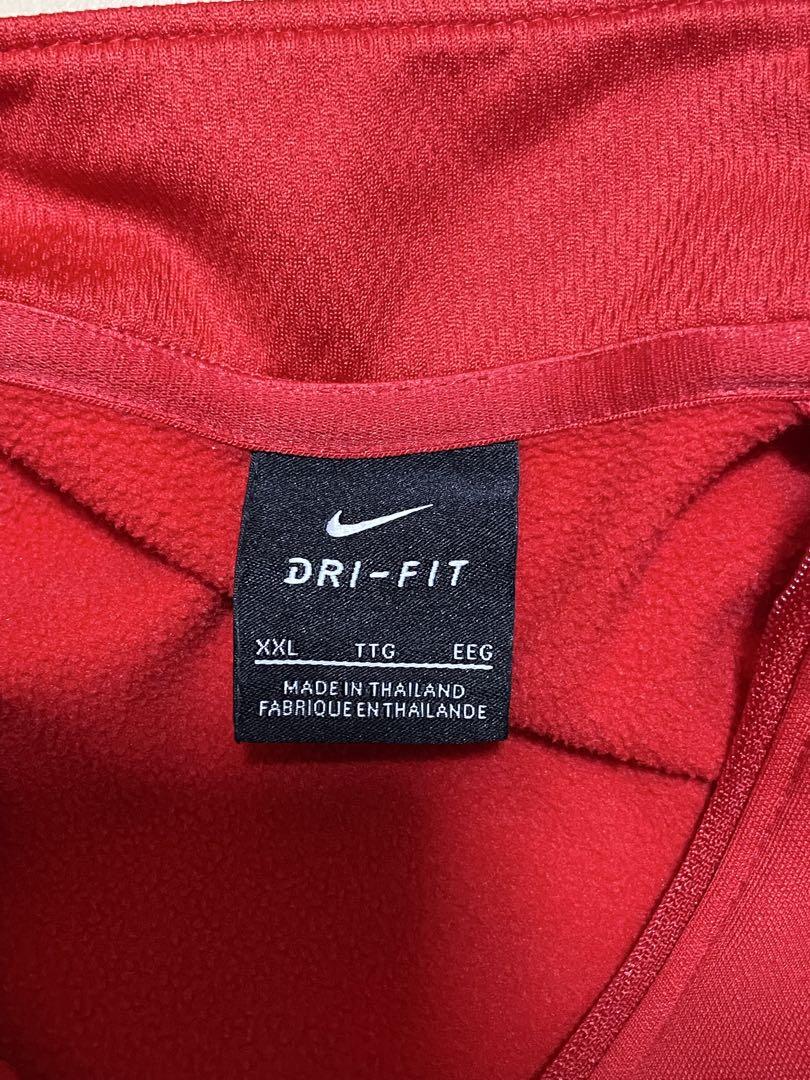 DRI-FIT
XXL TTG EEG
MADE IN THAILAND
FABRIQUE EN THAILANDE